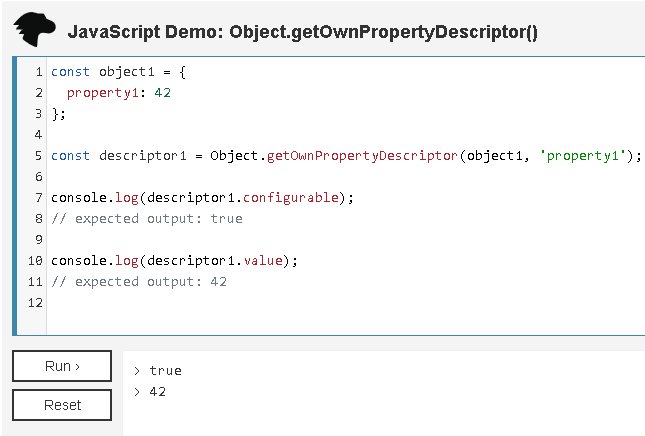 JavaScript Demo: Object.getOwnPropertyDescriptor()
1 const object1 = {
2   property1: 42
3 };
4
5 const descriptor1 = Object.getOwnPropertyDescriptor(object1, 'property1');
6
7 console.log(descriptor1.configurable);
8 // expected output: true
9
10 console.log(descriptor1.value);
11 // expected output: 42
12
Run ›
> true
> 42
Reset